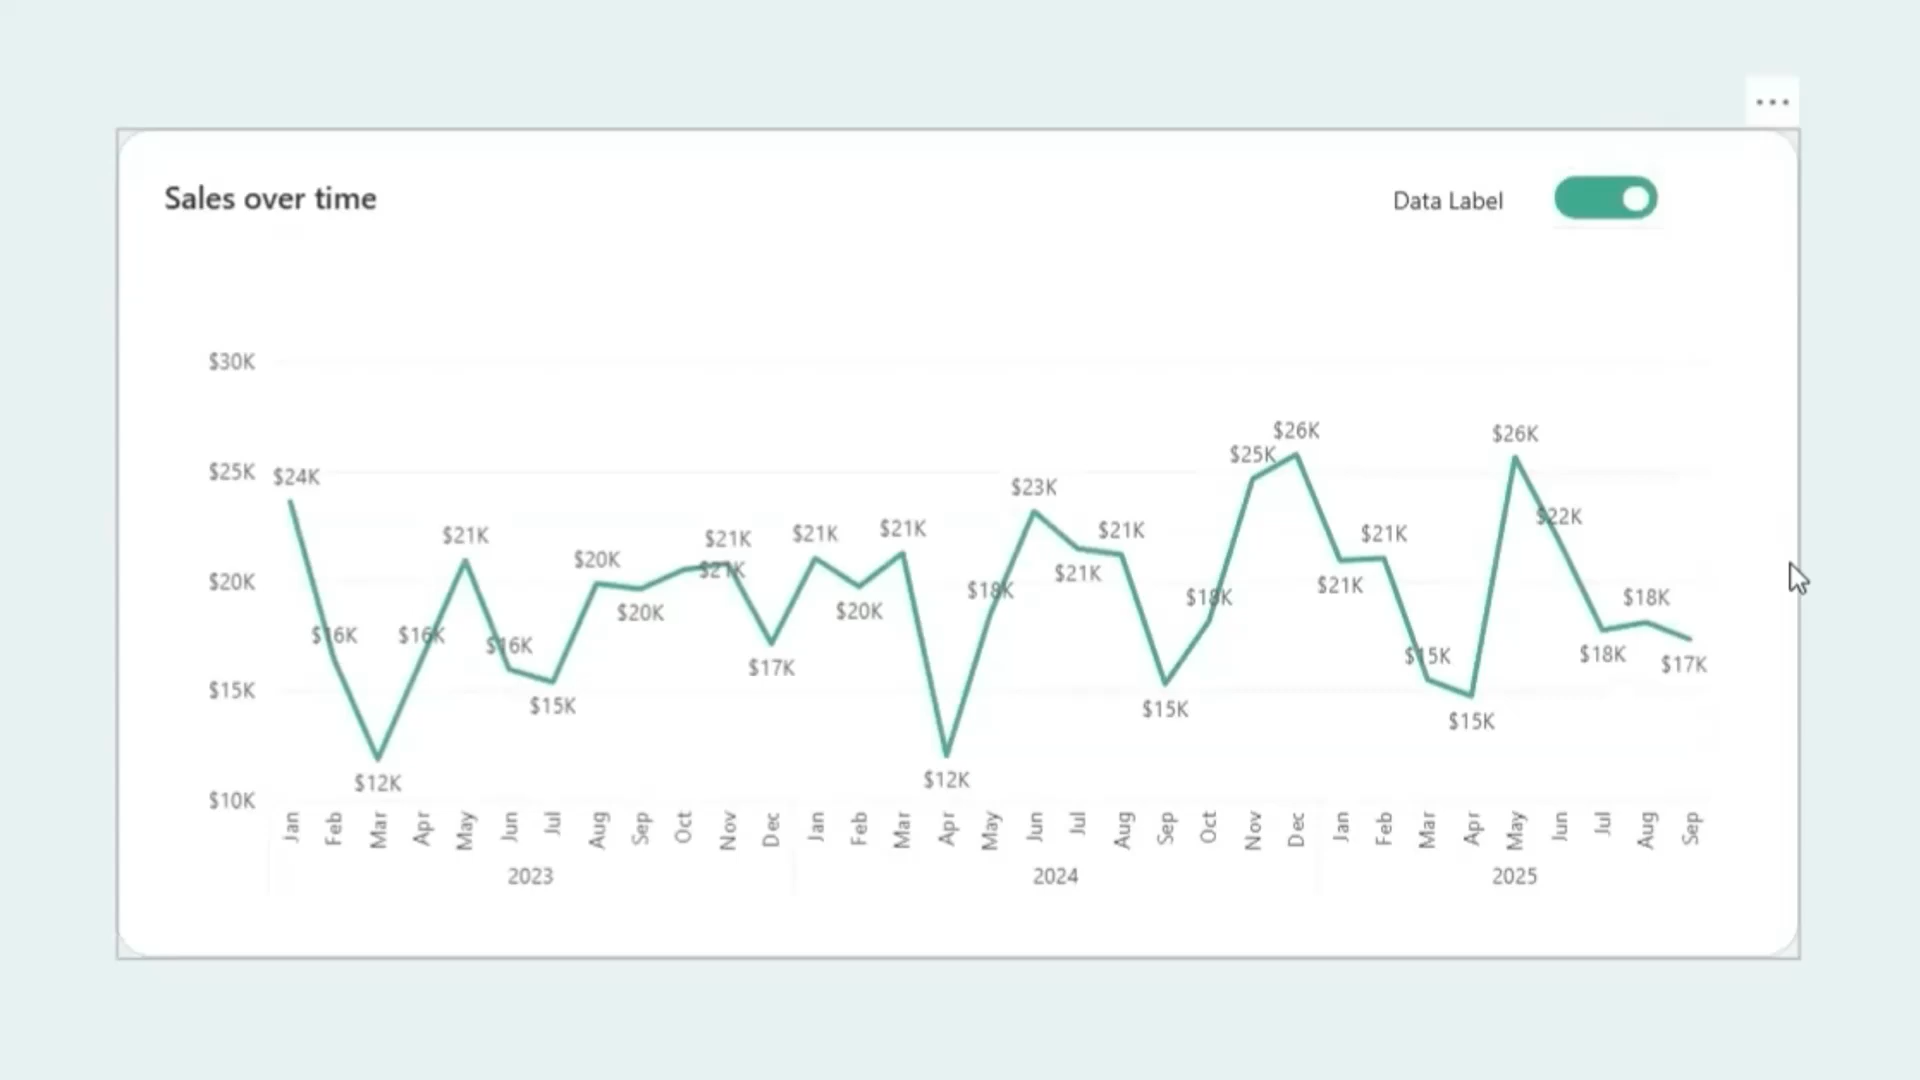 Sales over time
Data Label
$30K
$25K
$20K
$15K
$10K
$24K
$16K
$12K
$16K
$21K
$16K
$15K
$20K
$20K
$21K
$21K
$17K
$21K
$20K
$21K
$12K
$18K
$23K
$21K
$21K
$15K
$18K
$25K
$26K
$21K
$21K
$15K
$15K
$26K
$22K
$18K
$18K
$17K
Jan Feb Mar Apr May Jun Jul Aug Sep Oct Nov Dec Jan Feb Mar Apr May Jun Jul Aug Sep Oct Nov Dec Jan Feb Mar Apr May Jun Jul Aug Sep
2023 2024 2025